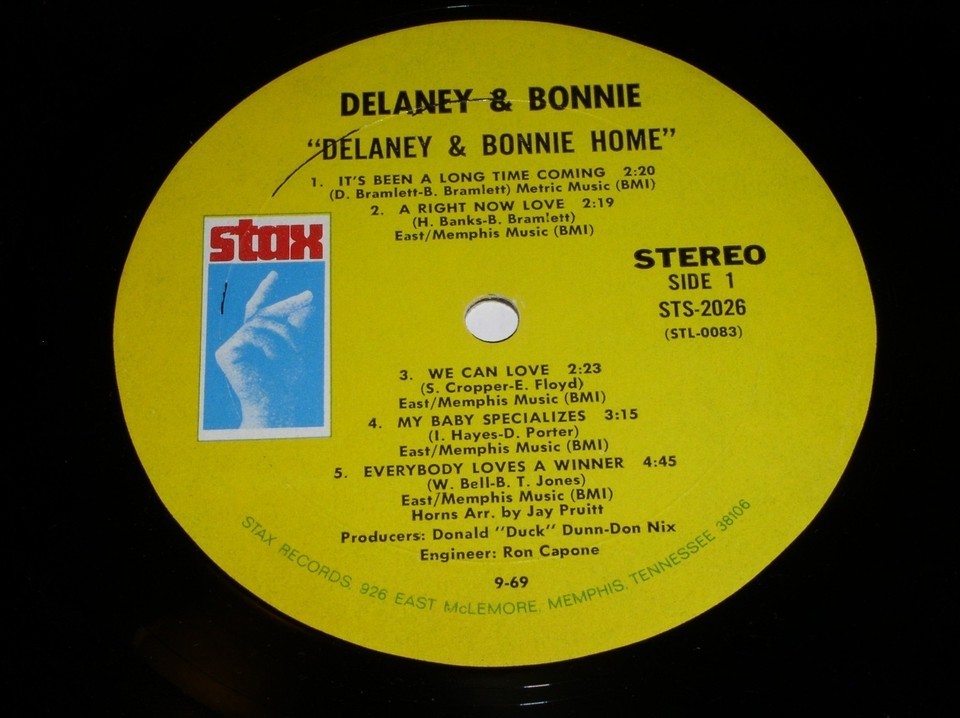 DELANEY & BONNIE
"DELANEY & BONNIE HOME"
1. IT'S BEEN A LONG TIME COMING 2:20
(D. Bramlett-B. Bramlett) Metric Music (BMI)
2. A RIGHT NOW LOVE 2:19
(H. Banks-B. Bramlett)
East/Memphis Music (BMI)
stax
STEREO
SIDE 1
STS-2026
(STL-0083)
3. WE CAN LOVE 2:23
(S. Cropper-E. Floyd)
East/Memphis Music (BMI)
4. MY BABY SPECIALIZES 3:15
(I. Hayes-D. Porter)
East/Memphis Music (BMI)
5. EVERYBODY LOVES A WINNER 4:45
(W. Bell-B. T. Jones)
East/Memphis Music (BMI)
Horns Arr. by Jay Pruitt
Producers: Donald "Duck" Dunn-Don Nix
Engineer: Ron Capone
9-69
STAX RECORDS, 926 EAST McLEMORE, MEMPHIS, TENNESSEE 38106